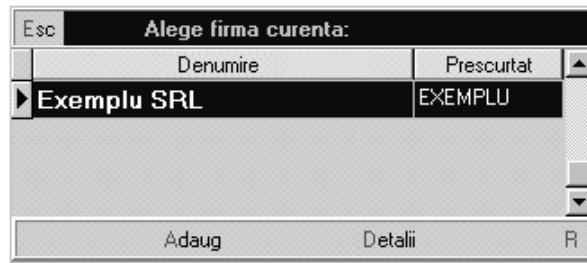 Esc Alege firma curenta:
Denumire Prescurtat
Exemplu SRL EXEMPLU
Adaug Detalii R